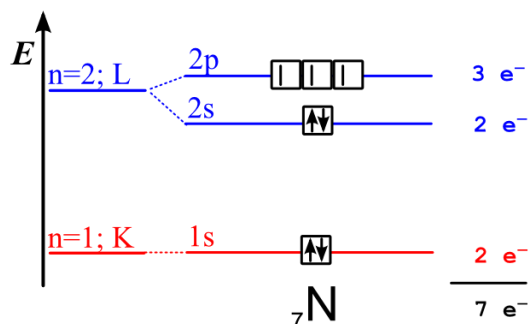 E
n=2; L 2p 3 e⁻
2s 2 e⁻
n=1; K 1s 2 e⁻
₇N 7 e⁻